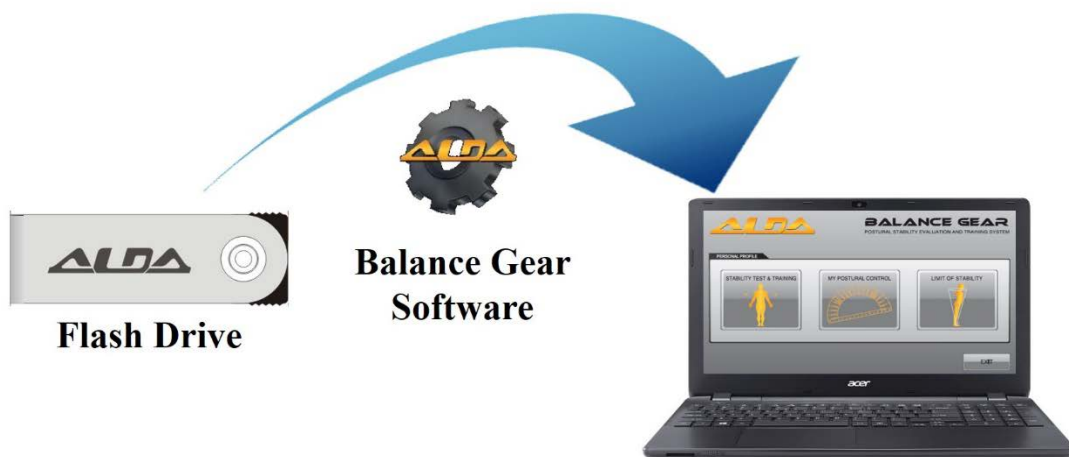 ALDA
Flash Drive
ALDA
Balance Gear
Software
ALDA
BALANCE GEAR
POSTURAL STABILITY EVALUATION AND TRAINING SYSTEM
PERSONAL PROFILE
STABILITY TEST & TRAINING
MY POSTURAL CONTROL
LIMIT OF STABILITY
EXIT
acer